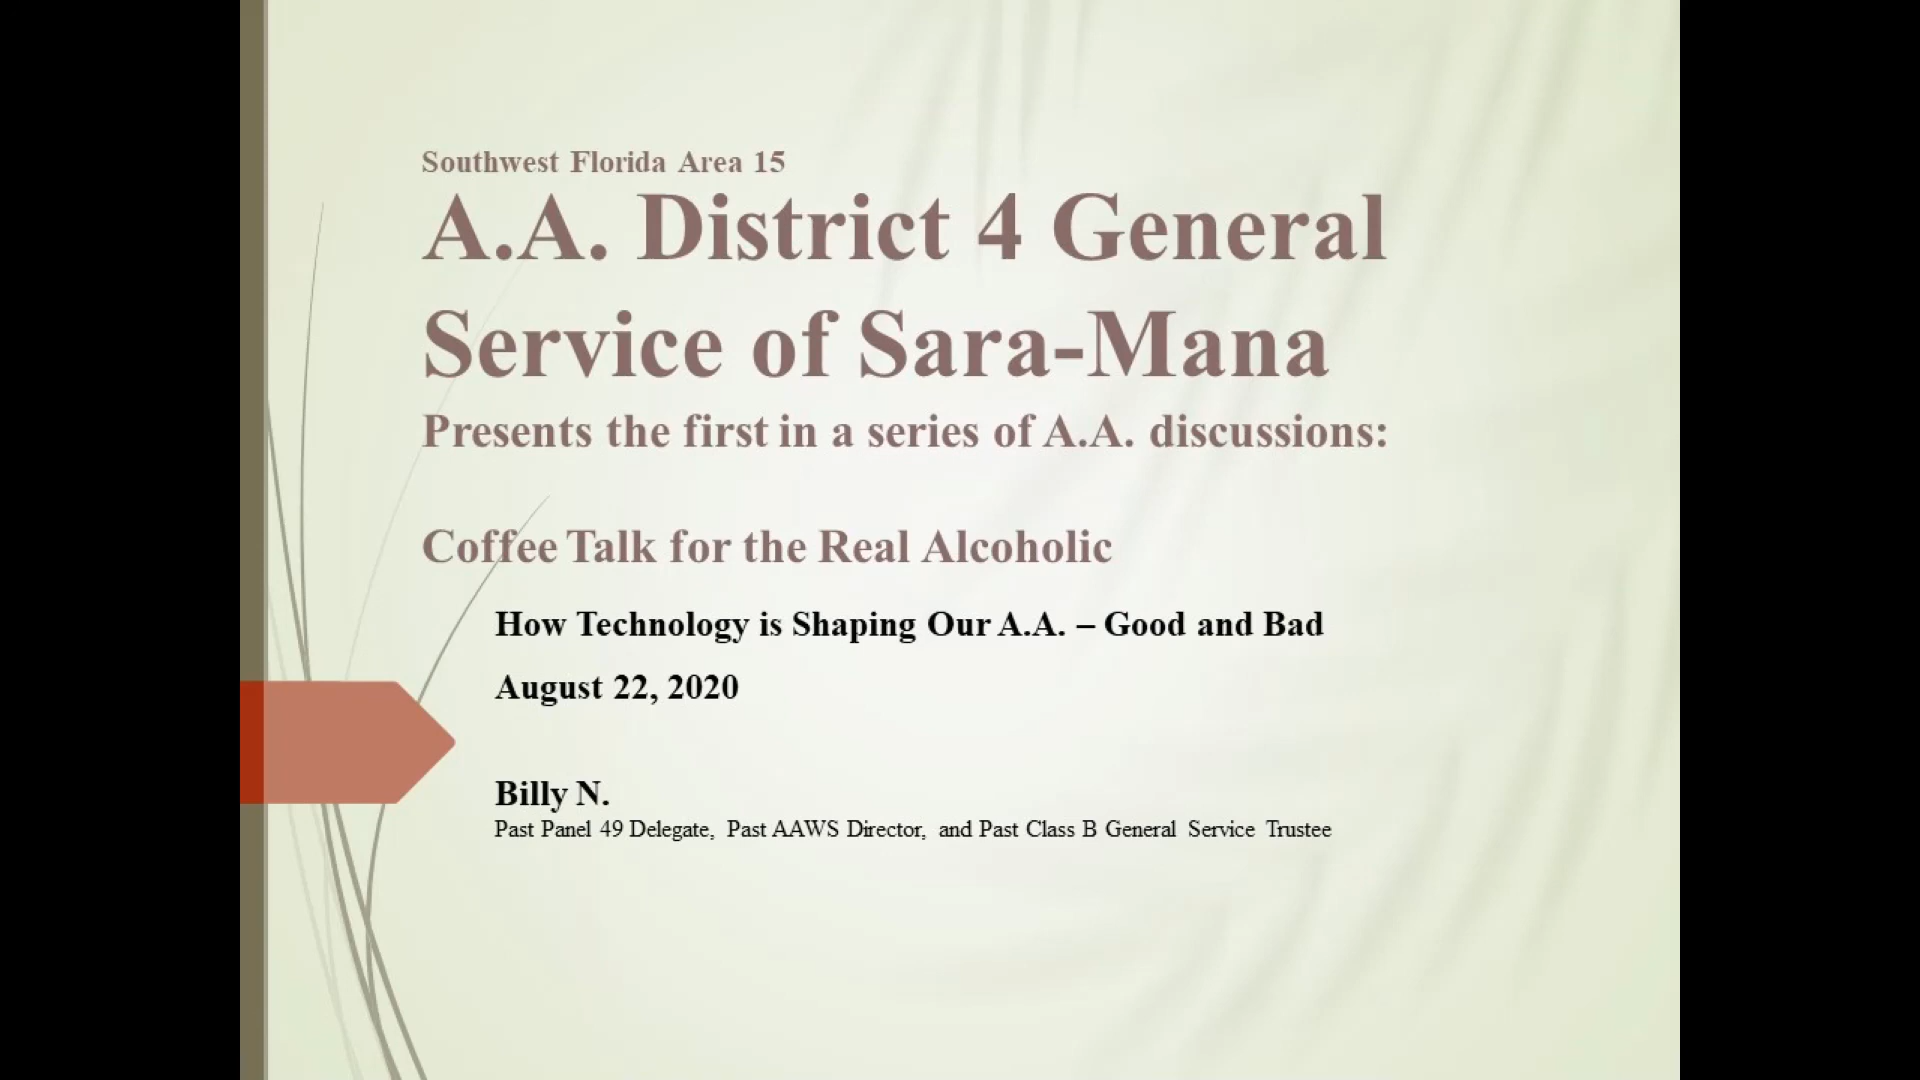 Southwest Florida Area 15
A.A. District 4 General
Service of Sara-Mana
Presents the first in a series of A.A. discussions:
Coffee Talk for the Real Alcoholic
How Technology is Shaping Our A.A. – Good and Bad
August 22, 2020
Billy N.
Past Panel 49 Delegate, Past AAWS Director, and Past Class B General Service Trustee